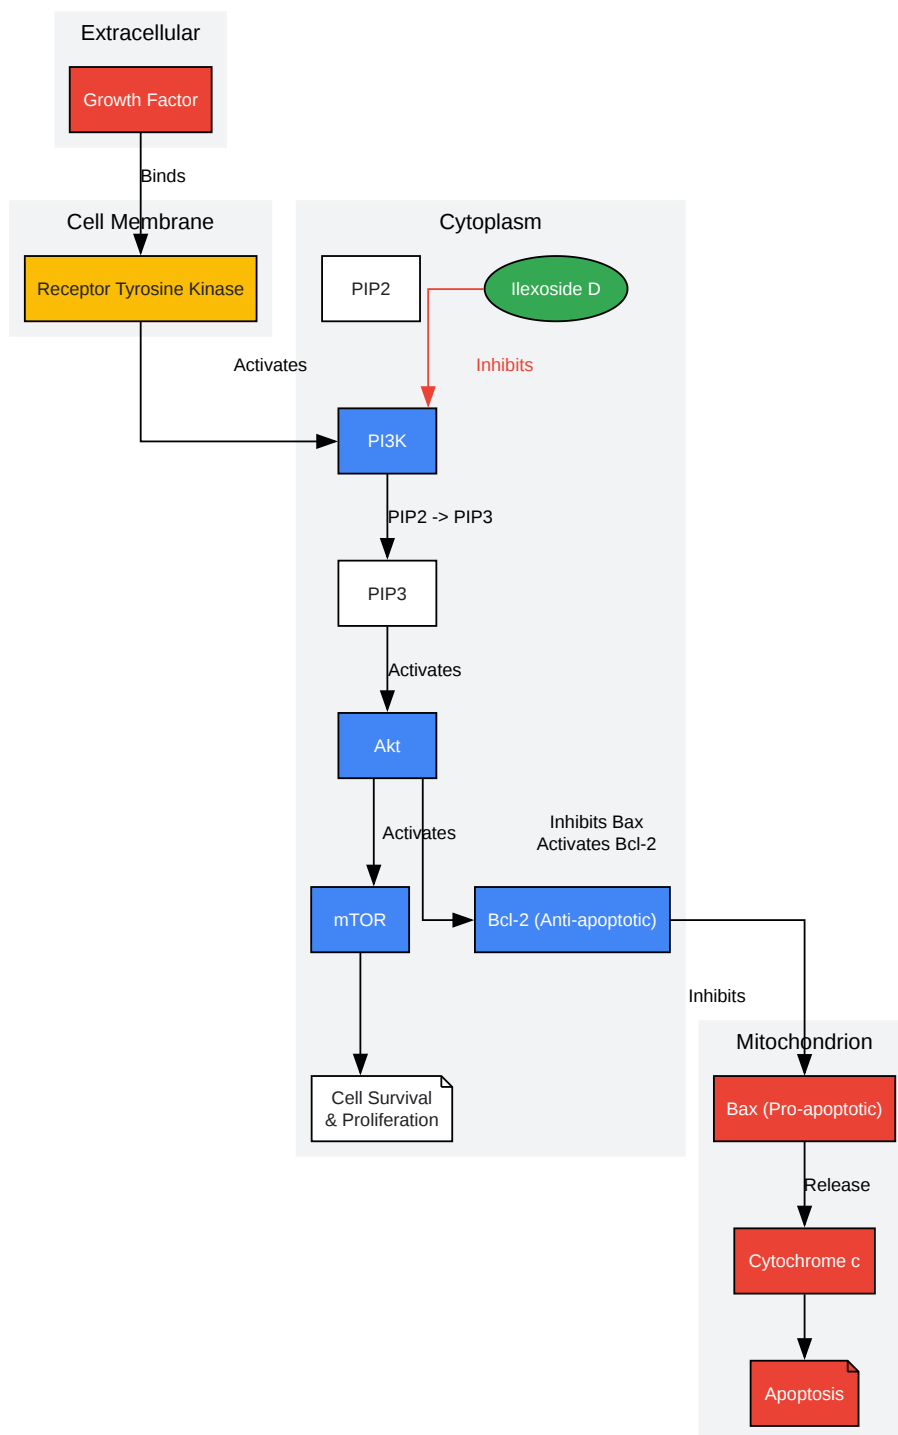 Extracellular
Growth Factor
Binds
Cell Membrane
Receptor Tyrosine Kinase
Activates
Cytoplasm
PIP2
Ilexoside D
Inhibits
PI3K
PIP2 -> PIP3
PIP3
Activates
Akt
Activates
Inhibits Bax
Activates Bcl-2
mTOR
Bcl-2 (Anti-apoptotic)
Cell Survival
& Proliferation
Inhibits
Mitochondrion
Bax (Pro-apoptotic)
Release
Cytochrome c
Apoptosis